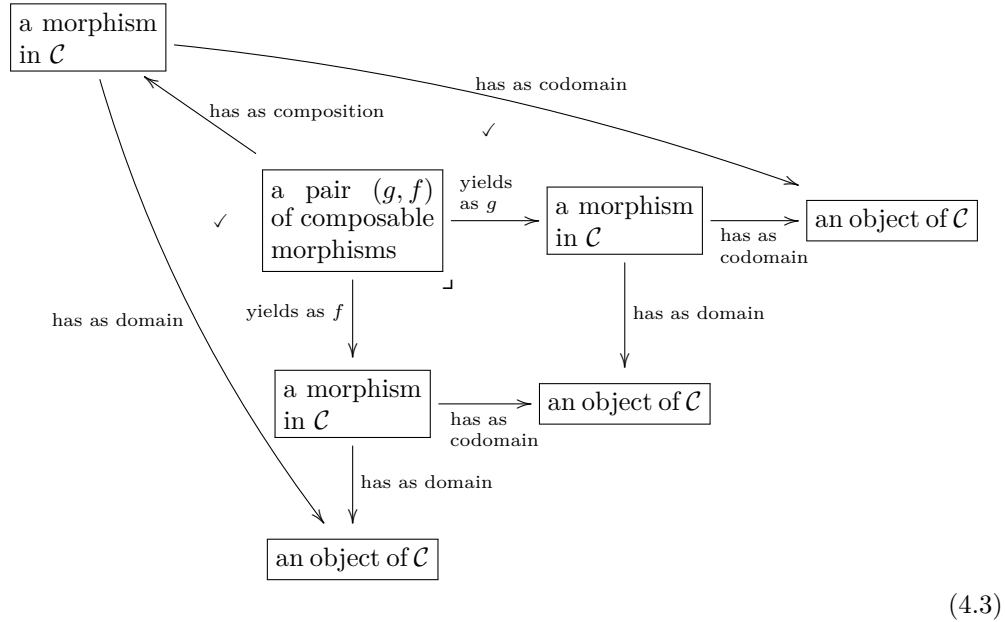 a morphism
in 𝒞
has as codomain
has as composition
✓
a pair (g, f)
of composable
morphisms
yields
as g
a morphism
in 𝒞
has as
codomain
an object of 𝒞
✓
yields as f
has as domain
has as domain
a morphism
in 𝒞
has as
codomain
an object of 𝒞
has as domain
an object of 𝒞
(4.3)